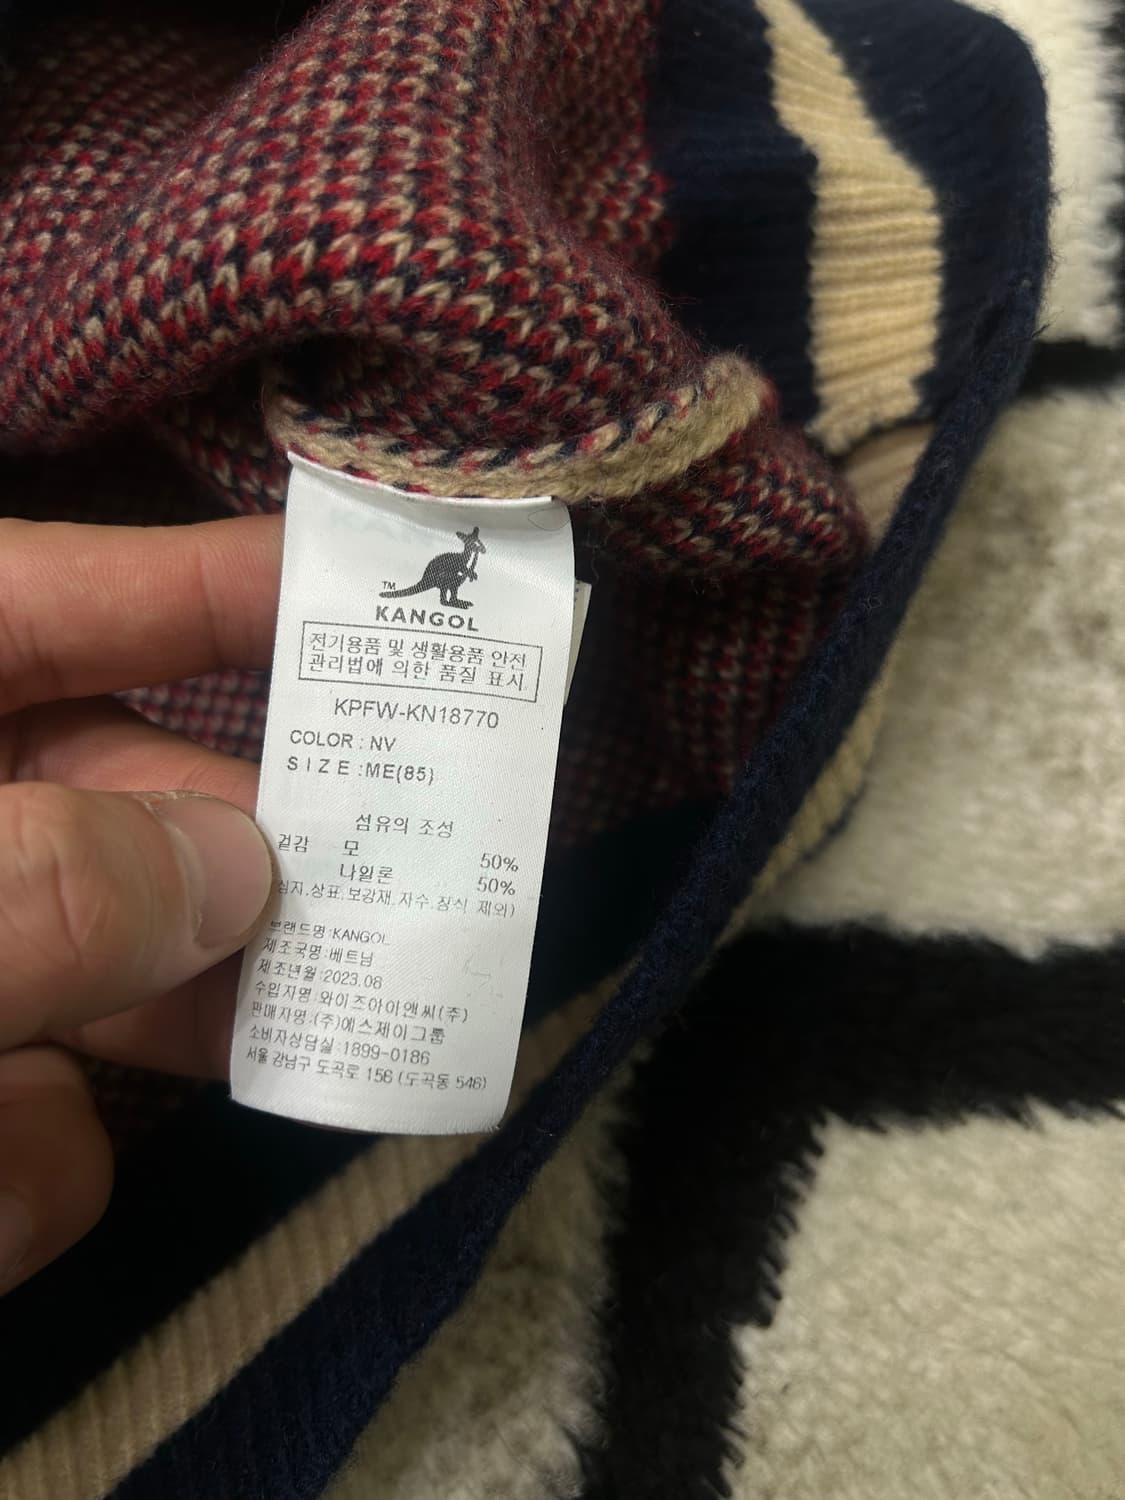 ™
KANGOL
전기용품 및 생활용품 안전
관리법에 의한 품질 표시
KPFW-KN18770
COLOR : NV
SIZE :ME(85)
섬유의 조성
겉감 모 50%
나일론 50%
심지.상표.보강재.자수.장식 제외)
브랜드명:KANGOL
제조국명:베트남
제조년월:2023.08
수입자명:와이즈아이앤씨(주)
판매자명:(주)에스제이그룹
소비자상담실:1899-0186
서울 강남구 도곡로 156 (도곡동 546)